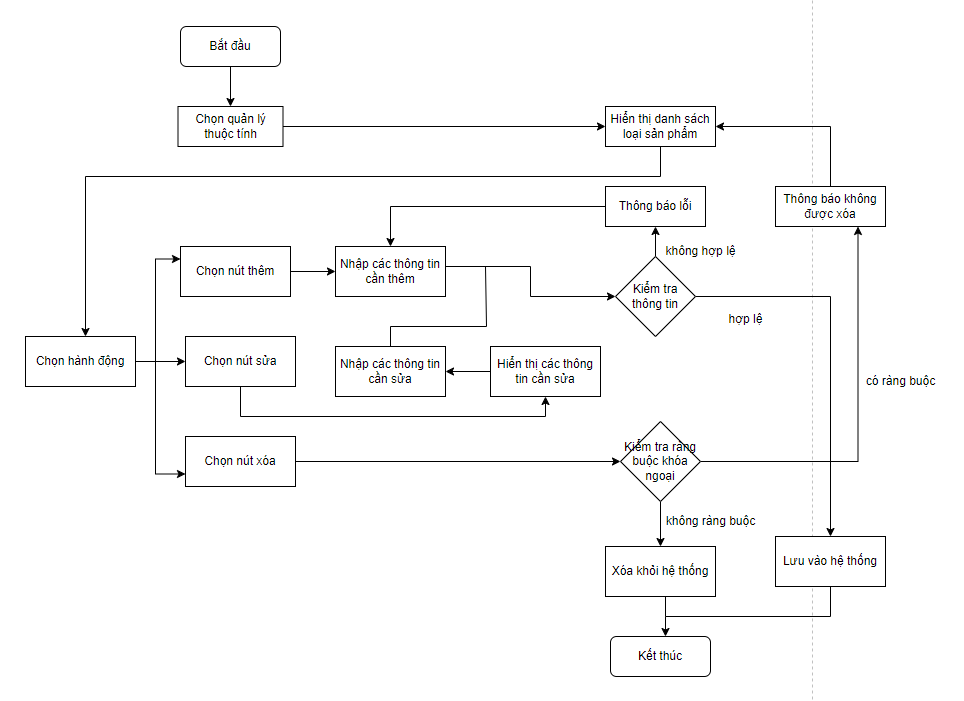 Bắt đầu
Chọn quản lý
thuộc tính
Hiển thị danh sách
loại sản phẩm
Thông báo lỗi
Thông báo không
được xóa
không hợp lệ
Chọn nút thêm
Nhập các thông tin
cần thêm
Kiểm tra
thông tin
hợp lệ
Chọn hành động
Chọn nút sửa
Nhập các thông tin
cần sửa
Hiển thị các thông
tin cần sửa
có ràng buộc
Chọn nút xóa
Kiểm tra ràng
buộc khóa
ngoại
không ràng buộc
Xóa khỏi hệ thống
Lưu vào hệ thống
Kết thúc